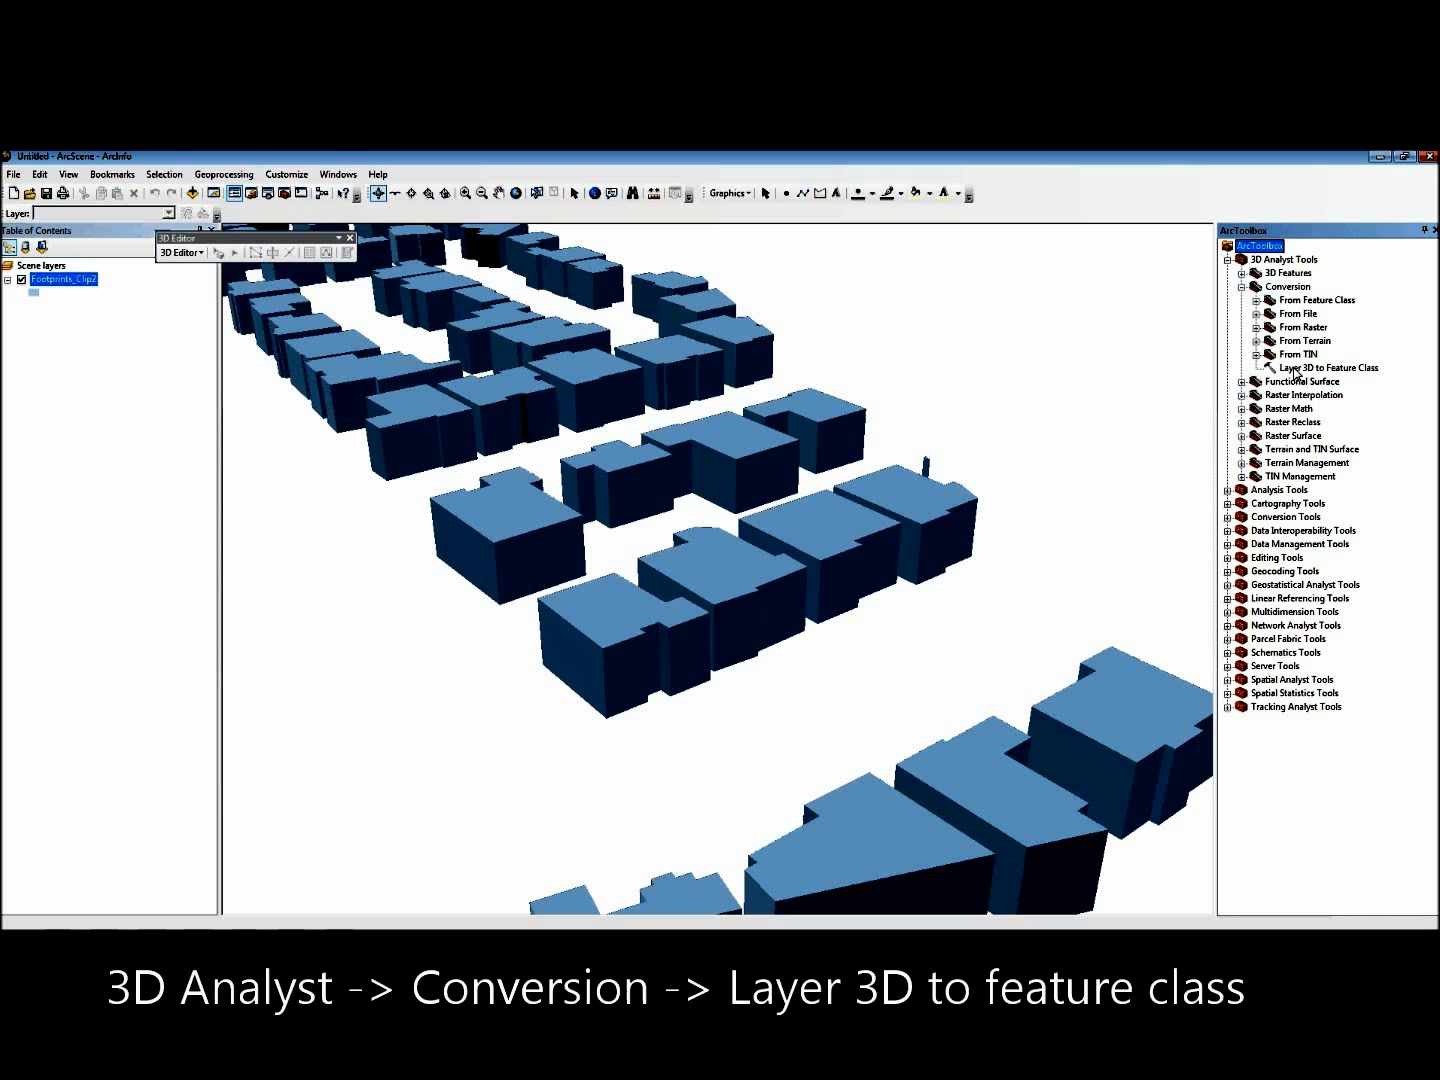 Untitled - ArcScene - ArcInfo
File Edit View Bookmarks Selection Geoprocessing Customize Windows Help
Graphics
Layer:
Table of Contents
3D Editor
3D Editor
Scene layers
Footprints_Clip2
ArcToolbox
ArcToolbox
3D Analyst Tools
3D Features
Conversion
From Feature Class
From File
From Raster
From Terrain
From TIN
Layer 3D to Feature Class
Functional Surface
Raster Interpolation
Raster Math
Raster Reclass
Raster Surface
Terrain and TIN Surface
Terrain Management
TIN Management
Analysis Tools
Cartography Tools
Conversion Tools
Data Interoperability Tools
Data Management Tools
Editing Tools
Geocoding Tools
Geostatistical Analyst Tools
Linear Referencing Tools
Multidimension Tools
Network Analyst Tools
Parcel Fabric Tools
Schematics Tools
Server Tools
Spatial Analyst Tools
Spatial Statistics Tools
Tracking Analyst Tools
3D Analyst -> Conversion -> Layer 3D to feature class